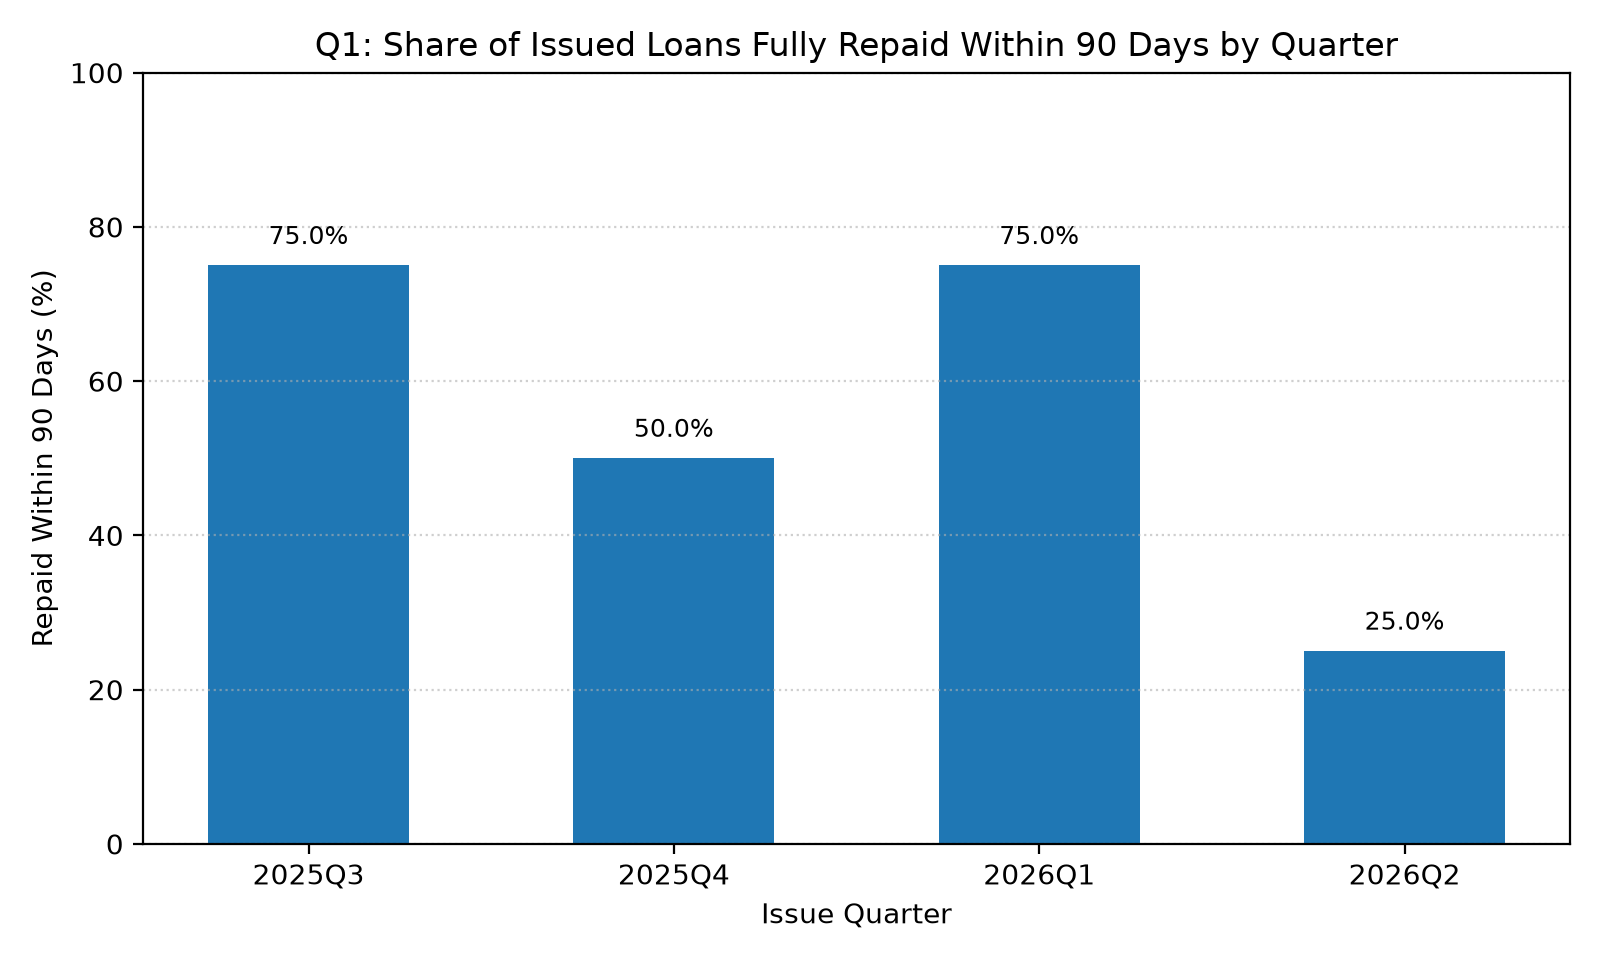 Q1: Share of Issued Loans Fully Repaid Within 90 Days by Quarter
Repaid Within 90 Days (%)
100
80
60
40
20
0
75.0%
50.0%
75.0%
25.0%
2025Q3
2025Q4
2026Q1
2026Q2
Issue Quarter